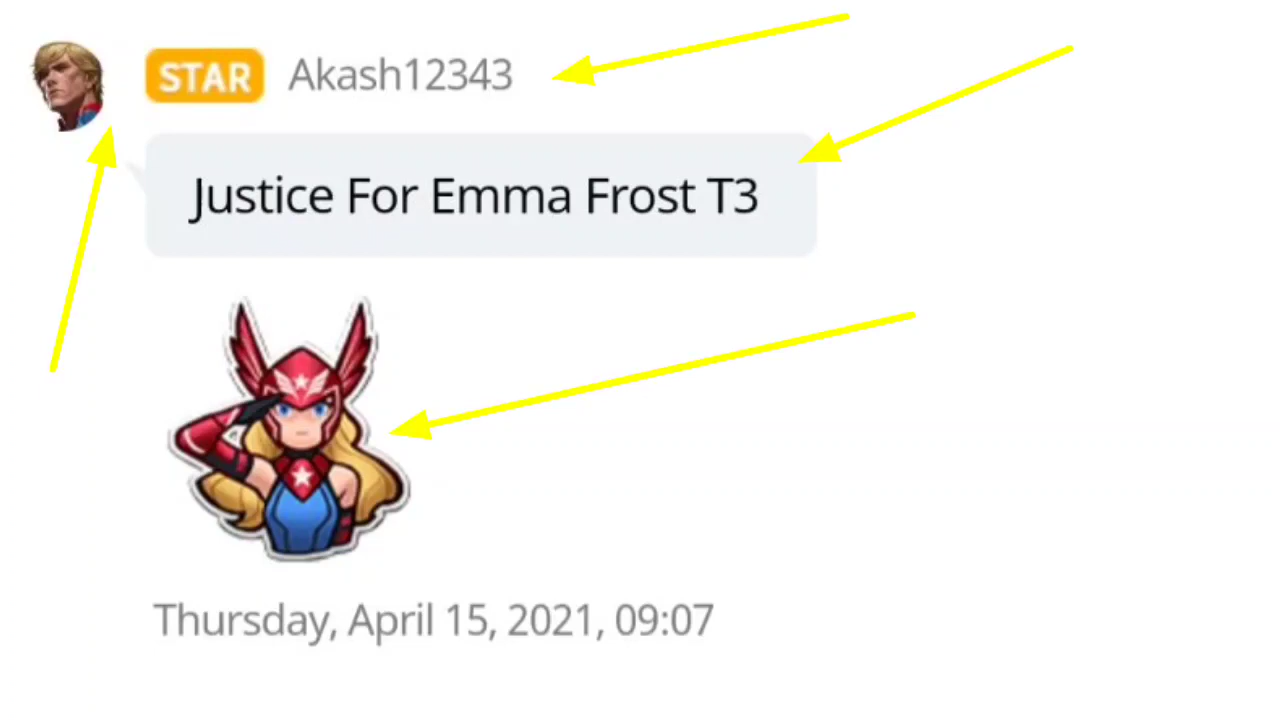 STAR Akash12343
Justice For Emma Frost T3
Thursday, April 15, 2021, 09:07